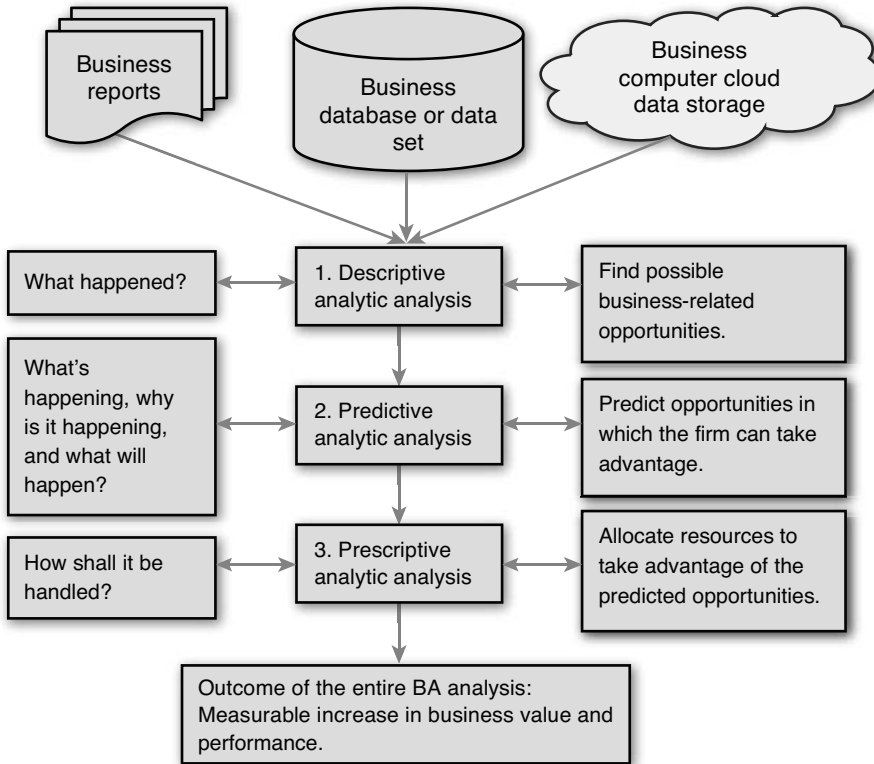 Business
reports
Business
database or data
set
Business
computer cloud
data storage
What happened?
1. Descriptive
analytic analysis
Find possible
business-related
opportunities.
What’s
happening, why
is it happening,
and what will
happen?
2. Predictive
analytic analysis
Predict opportunities in
which the firm can take
advantage.
How shall it be
handled?
3. Prescriptive
analytic analysis
Allocate resources to
take advantage of the
predicted opportunities.
Outcome of the entire BA analysis:
Measurable increase in business value and
performance.